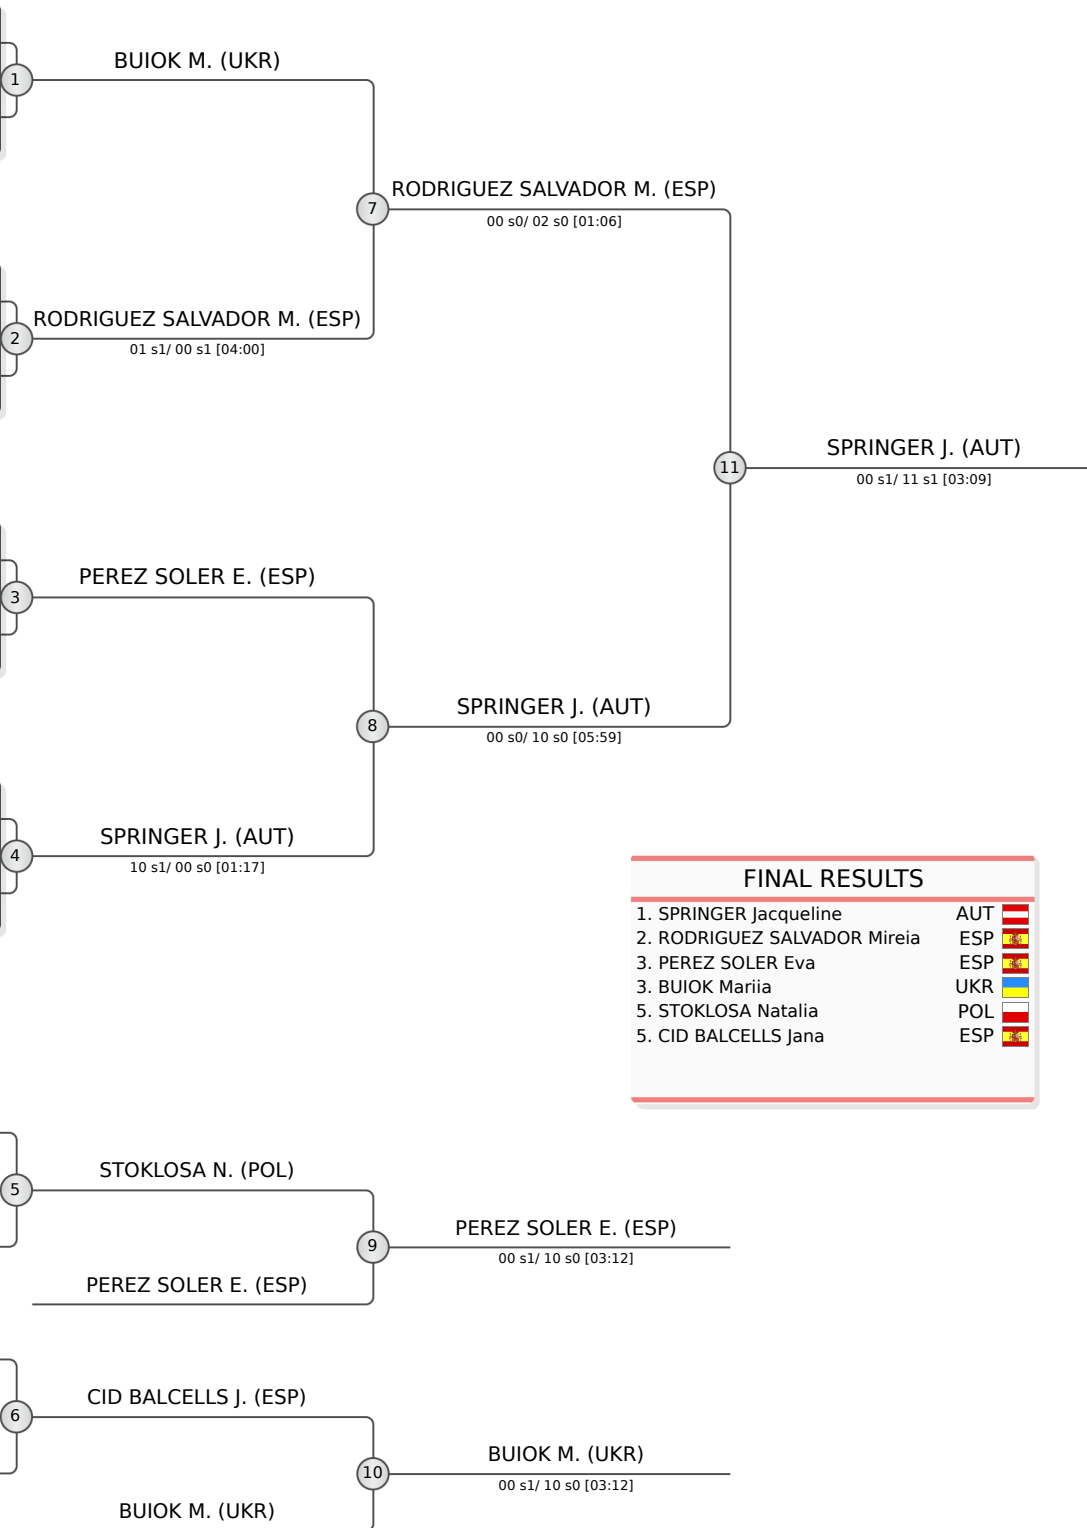 BUIOK M. (UKR)
1
RODRIGUEZ SALVADOR M. (ESP)
7
00 s0/ 02 s0 [01:06]
RODRIGUEZ SALVADOR M. (ESP)
2
01 s1/ 00 s1 [04:00]
SPRINGER J. (AUT)
11
00 s1/ 11 s1 [03:09]
PEREZ SOLER E. (ESP)
3
SPRINGER J. (AUT)
8
00 s0/ 10 s0 [05:59]
SPRINGER J. (AUT)
4
10 s1/ 00 s0 [01:17]
FINAL RESULTS
1. SPRINGER Jacqueline AUT
2. RODRIGUEZ SALVADOR Mireia ESP
3. PEREZ SOLER Eva ESP
3. BUIOK Mariia UKR
5. STOKLOSA Natalia POL
5. CID BALCELLS Jana ESP
STOKLOSA N. (POL)
5
PEREZ SOLER E. (ESP)
9
00 s1/ 10 s0 [03:12]
PEREZ SOLER E. (ESP)
CID BALCELLS J. (ESP)
6
BUIOK M. (UKR)
10
00 s1/ 10 s0 [03:12]
BUIOK M. (UKR)